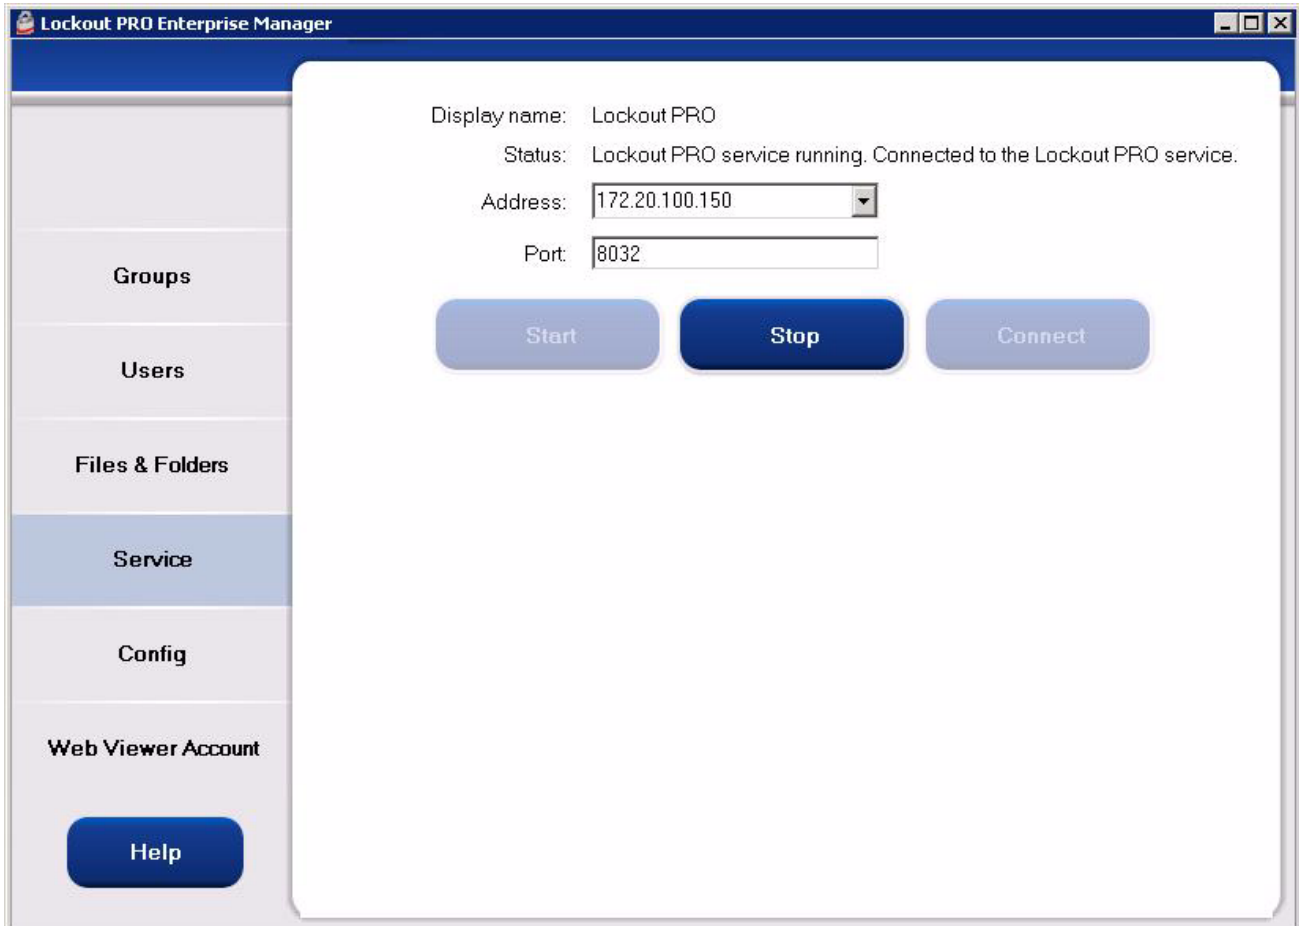 Lockout PRO Enterprise Manager
Display name: Lockout PRO
Status: Lockout PRO service running. Connected to the Lockout PRO service.
Address: 172.20.100.150
Port: 8032
Start Stop Connect
Groups
Users
Files & Folders
Service
Config
Web Viewer Account
Help